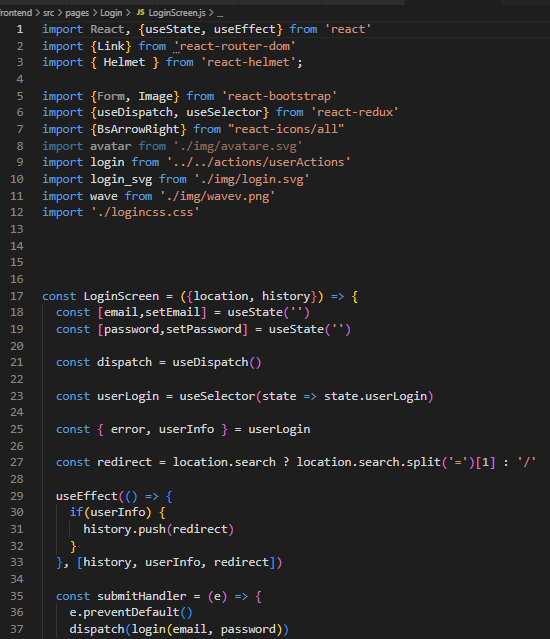 frontend > src > pages > Login > JS LoginScreen.js > ...
1 import React, {useState, useEffect} from 'react'
2 import {Link} from 'react-router-dom'
3 import { Helmet } from 'react-helmet';
4
5 import {Form, Image} from 'react-bootstrap'
6 import {useDispatch, useSelector} from 'react-redux'
7 import {BsArrowRight} from "react-icons/all"
8 import avatar from './img/avatare.svg'
9 import login from '../../actions/userActions'
10 import login_svg from './img/login.svg'
11 import wave from './img/wavev.png'
12 import './logincss.css'
13
14
15
16
17 const LoginScreen = ({location, history}) => {
18 const [email,setEmail] = useState('')
19 const [password,setPassword] = useState('')
20
21 const dispatch = useDispatch()
22
23 const userLogin = useSelector(state => state.userLogin)
24
25 const { error, userInfo } = userLogin
26
27 const redirect = location.search ? location.search.split('=')[1] : '/'
28
29 useEffect(() => {
30 if(userInfo) {
31 history.push(redirect)
32 }
33 }, [history, userInfo, redirect])
34
35 const submitHandler = (e) => {
36 e.preventDefault()
37 dispatch(login(email, password))